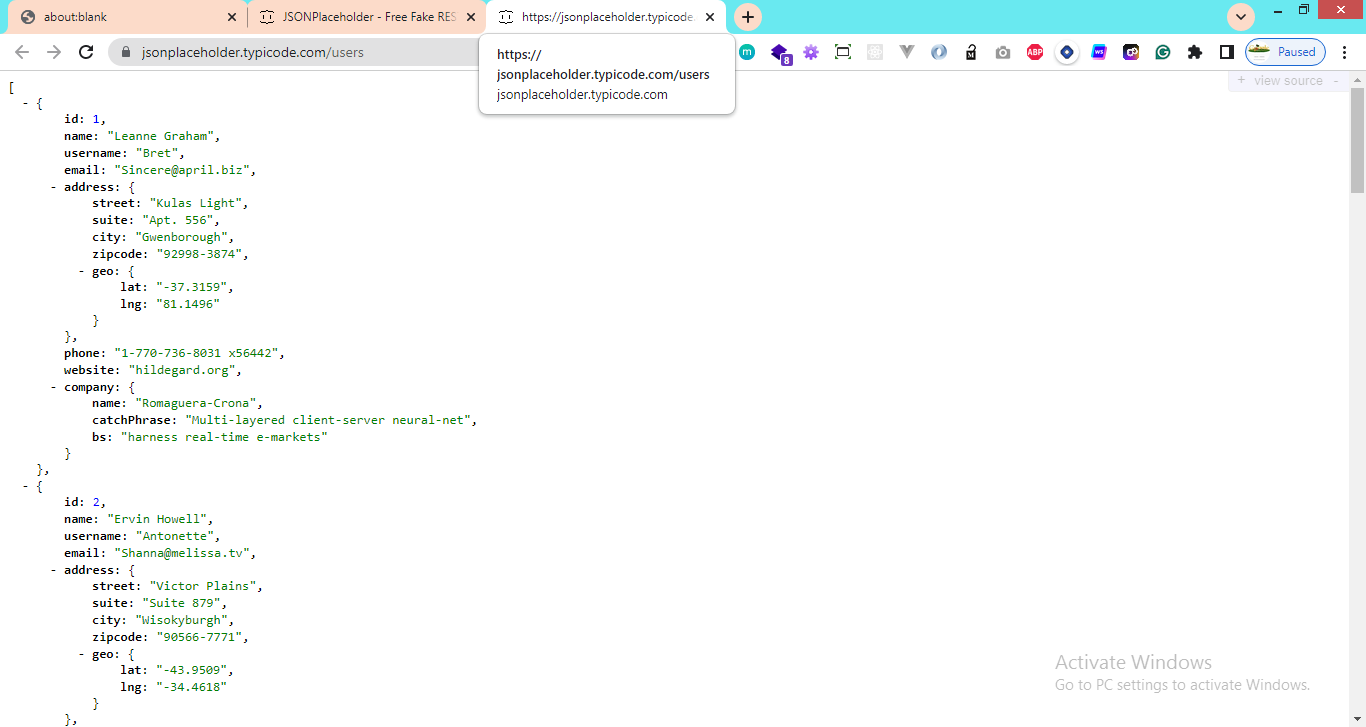 about:blank
JSONPlaceholder - Free Fake RES
https://jsonplaceholder.typicode.
jsonplaceholder.typicode.com/users
m
8
ABP
WS
Paused
https://
jsonplaceholder.typicode.com/users
jsonplaceholder.typicode.com
+ view source -
[
- {
id: 1,
name: "Leanne Graham",
username: "Bret",
email: "Sincere@april.biz",
- address: {
street: "Kulas Light",
suite: "Apt. 556",
city: "Gwenborough",
zipcode: "92998-3874",
- geo: {
lat: "-37.3159",
lng: "81.1496"
}
},
phone: "1-770-736-8031 x56442",
website: "hildegard.org",
- company: {
name: "Romaguera-Crona",
catchPhrase: "Multi-layered client-server neural-net",
bs: "harness real-time e-markets"
}
},
- {
id: 2,
name: "Ervin Howell",
username: "Antonette",
email: "Shanna@melissa.tv",
- address: {
street: "Victor Plains",
suite: "Suite 879",
city: "Wisokyburgh",
zipcode: "90566-7771",
- geo: {
lat: "-43.9509",
lng: "-34.4618"
}
},
Activate Windows
Go to PC settings to activate Windows.